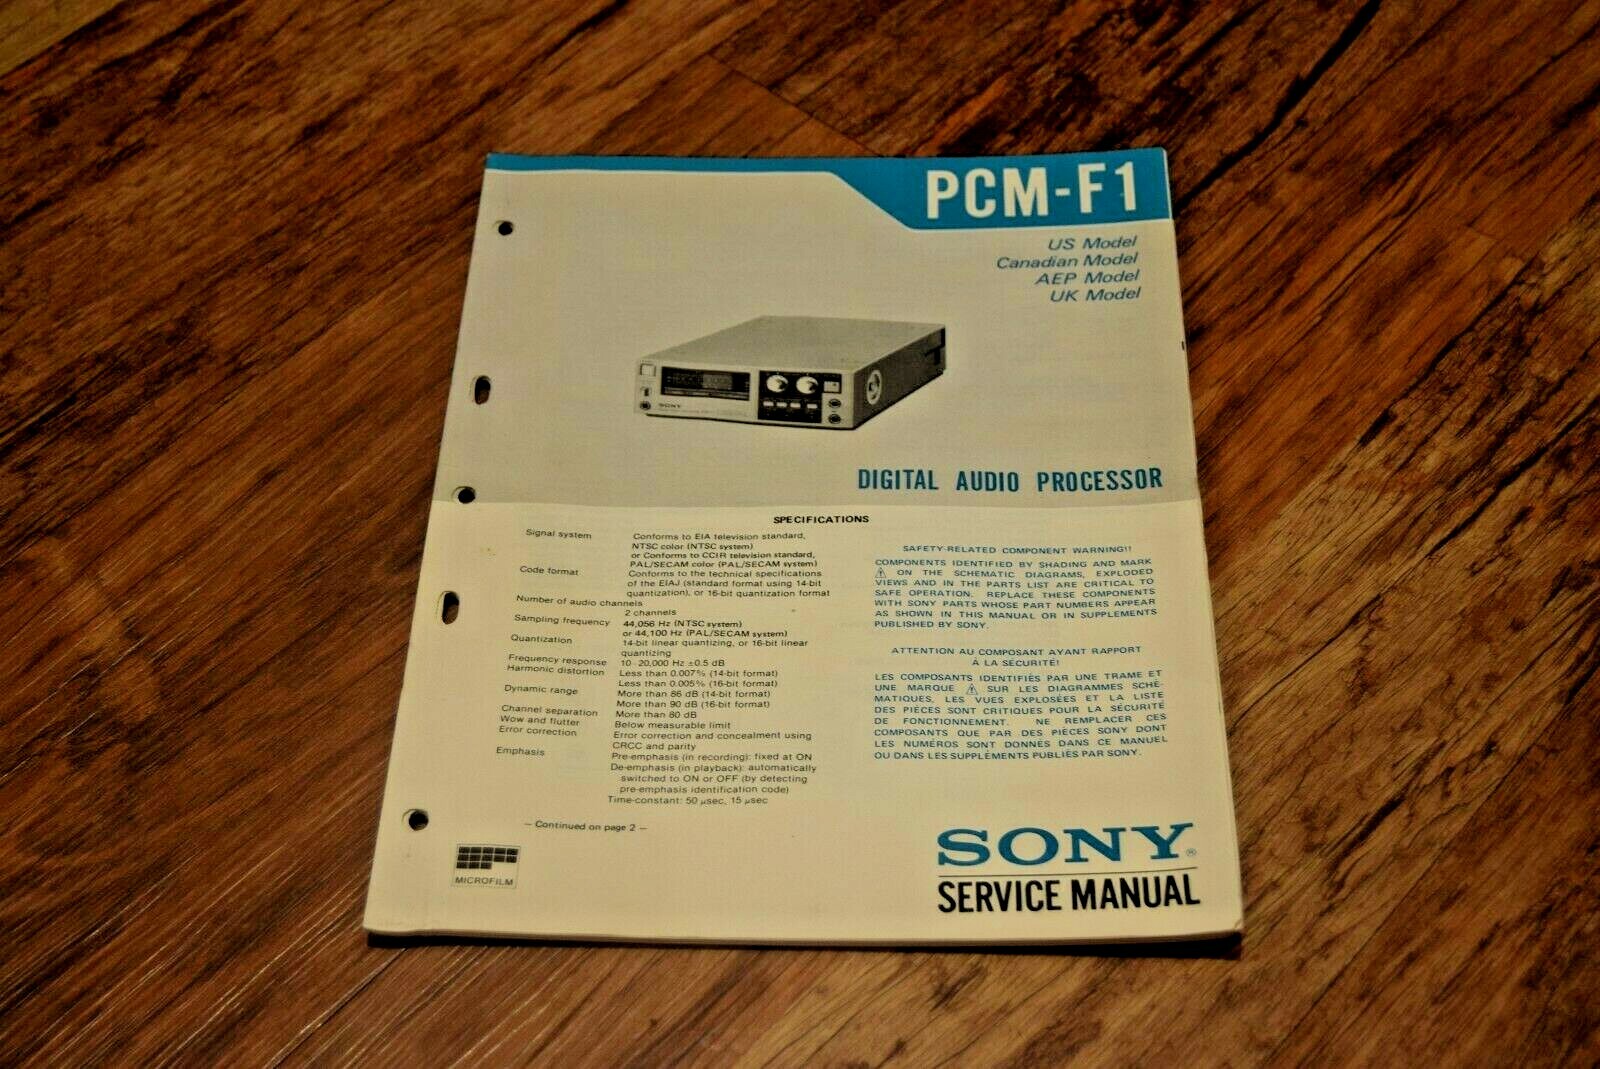 PCM-F1
US Model
Canadian Model
AEP Model
UK Model
SONY
DIGITAL AUDIO PROCESSOR
SPECIFICATIONS
Signal system Conforms to EIA television standard,
NTSC color (NTSC system)
or Conforms to CCIR television standard,
PAL/SECAM color (PAL/SECAM system)
Code format Conforms to the technical specifications
of the EIAJ (standard format using 14-bit
quantization), or 16-bit quantization format
Number of audio channels
2 channels
Sampling frequency 44,056 Hz (NTSC system)
or 44,100 Hz (PAL/SECAM system)
Quantization 14-bit linear quantizing, or 16-bit linear
quantizing
Frequency response 10-20,000 Hz ±0.5 dB
Harmonic distortion Less than 0.007% (14-bit format)
Less than 0.005% (16-bit format)
Dynamic range More than 86 dB (14-bit format)
More than 90 dB (16-bit format)
Channel separation More than 80 dB
Wow and flutter Below measurable limit
Error correction Error correction and concealment using
CRCC and parity
Emphasis Pre-emphasis (in recording): fixed at ON
De-emphasis (in playback): automatically
switched to ON or OFF (by detecting
pre-emphasis identification code)
Time-constant: 50 μsec, 15 μsec
— Continued on page 2 —
MICROFILM
SAFETY-RELATED COMPONENT WARNING!!
COMPONENTS IDENTIFIED BY SHADING AND MARK
⚠ ON THE SCHEMATIC DIAGRAMS, EXPLODED
VIEWS AND IN THE PARTS LIST ARE CRITICAL TO
SAFE OPERATION. REPLACE THESE COMPONENTS
WITH SONY PARTS WHOSE PART NUMBERS APPEAR
AS SHOWN IN THIS MANUAL OR IN SUPPLEMENTS
PUBLISHED BY SONY.
ATTENTION AU COMPOSANT AYANT RAPPORT
À LA SÉCURITÉ!
LES COMPOSANTS IDENTIFIÉS PAR UNE TRAME ET
UNE MARQUE ⚠ SUR LES DIAGRAMMES SCHÉ-
MATIQUES, LES VUES EXPLOSÉES ET LA LISTE
DES PIÈCES SONT CRITIQUES POUR LA SÉCURITÉ
DE FONCTIONNEMENT. NE REMPLACER CES
COMPOSANTS QUE PAR DES PIÈCES SONY DONT
LES NUMÉROS SONT DONNÉS DANS CE MANUEL
OU DANS LES SUPPLÉMENTS PUBLIÉS PAR SONY.
SONY®
SERVICE MANUAL